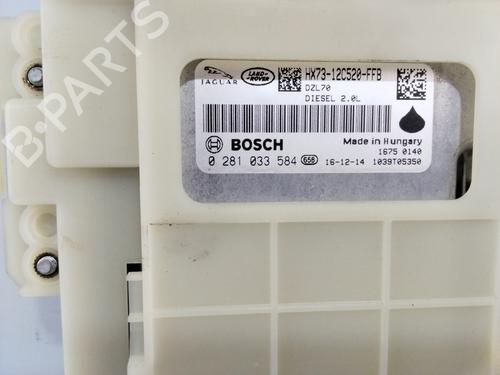 B-PARTS
JAGUAR
LAND ROVER
HX73-12C520-FFB
DZL70
DIESEL 2.0L
BOSCH
Made in Hungary
1675 0140
0 281 033 584 656 16-12-14 1039T05350